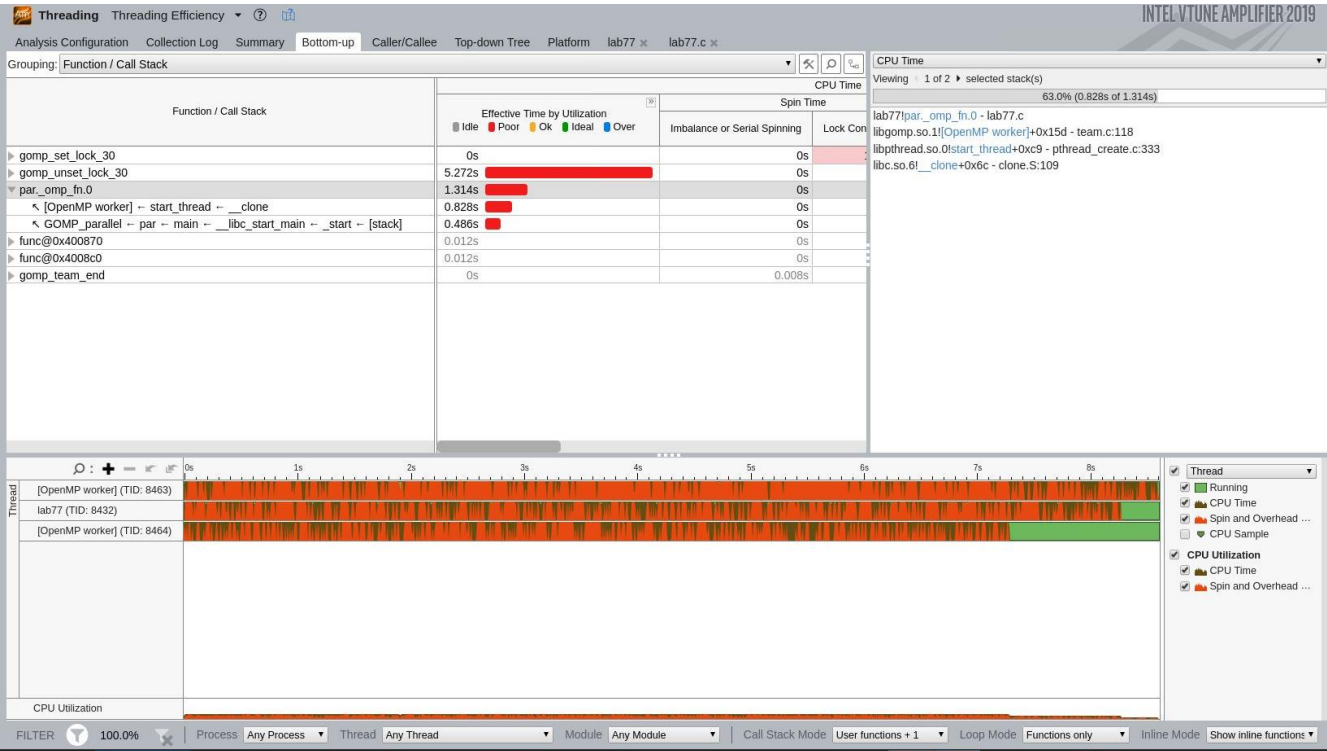 Threading Threading Efficiency
INTEL VTUNE AMPLIFIER 2019
Analysis Configuration Collection Log Summary Bottom-up Caller/Callee Top-down Tree Platform lab77 × lab77.c ×
Grouping: Function / Call Stack
Function / Call Stack
CPU Time
Effective Time by Utilization
Idle Poor Ok Ideal Over
Spin Time
Imbalance or Serial Spinning Lock Con
gomp_set_lock_30 0s 0s
gomp_unset_lock_30 5.272s 0s
par._omp_fn.0 1.314s 0s
↖ [OpenMP worker] ← start_thread ← __clone 0.828s 0s
↖ GOMP_parallel ← par ← main ← __libc_start_main ← _start ← [stack] 0.486s 0s
func@0x400870 0.012s 0s
func@0x4008c0 0.012s 0s
gomp_team_end 0s 0.008s
CPU Time
Viewing 1 of 2 selected stack(s)
63.0% (0.828s of 1.314s)
lab77!par._omp_fn.0 - lab77.c
libgomp.so.1![OpenMP worker]+0x15d - team.c:118
libpthread.so.0!start_thread+0xc9 - pthread_create.c:333
libc.so.6!__clone+0x6c - clone.S:109
0s 1s 2s 3s 4s 5s 6s 7s 8s
Thread
[OpenMP worker] (TID: 8463)
lab77 (TID: 8432)
[OpenMP worker] (TID: 8464)
CPU Utilization
Thread
Running
CPU Time
Spin and Overhead ...
CPU Sample
CPU Utilization
CPU Time
Spin and Overhead ...
FILTER 100.0% Process Any Process Thread Any Thread Module Any Module Call Stack Mode User functions + 1 Loop Mode Functions only Inline Mode Show inline functions